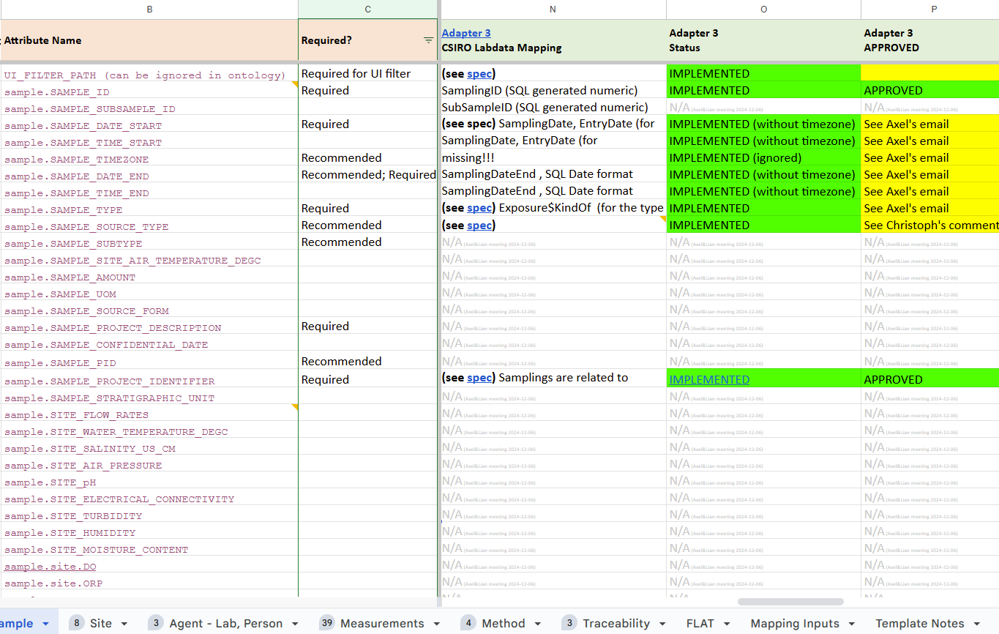 B C N O P
Attribute Name Required? Adapter 3 CSIRO Labdata Mapping Adapter 3 Status Adapter 3 APPROVED
UI_FILTER_PATH (can be ignored in ontology) Required for UI filter (see spec) IMPLEMENTED
sample.SAMPLE_ID Required SamplingID (SQL generated numeric) IMPLEMENTED APPROVED
sample.SAMPLE_SUBSAMPLE_ID SubSampleID (SQL generated numeric) N/A (Axel&Lian meeting 2024-12-06) N/A (Axel&Lian meeting 2024-12-06)
sample.SAMPLE_DATE_START Required (see spec) SamplingDate, EntryDate (for IMPLEMENTED (without timezone) See Axel's email
sample.SAMPLE_TIME_START SamplingDate, EntryDate (for IMPLEMENTED (without timezone) See Axel's email
sample.SAMPLE_TIMEZONE Recommended missing!!! IMPLEMENTED (ignored) See Axel's email
sample.SAMPLE_DATE_END Recommended; Required SamplingDateEnd , SQL Date format IMPLEMENTED (without timezone) See Axel's email
sample.SAMPLE_TIME_END SamplingDateEnd , SQL Date format IMPLEMENTED (without timezone) See Axel's email
sample.SAMPLE_TYPE Required (see spec) Exposure$KindOf (for the type IMPLEMENTED See Axel's email
sample.SAMPLE_SOURCE_TYPE Recommended (see spec) IMPLEMENTED See Christoph's comment
sample.SAMPLE_SUBTYPE Recommended N/A (Axel&Lian meeting 2024-12-06) N/A (Axel&Lian meeting 2024-12-06) N/A (Axel&Lian meeting 2024-12-06)
sample.SAMPLE_SITE_AIR_TEMPERATURE_DEGC N/A (Axel&Lian meeting 2024-12-06) N/A (Axel&Lian meeting 2024-12-06) N/A (Axel&Lian meeting 2024-12-06)
sample.SAMPLE_AMOUNT N/A (Axel&Lian meeting 2024-12-06) N/A (Axel&Lian meeting 2024-12-06) N/A (Axel&Lian meeting 2024-12-06)
sample.SAMPLE_UOM N/A (Axel&Lian meeting 2024-12-06) N/A (Axel&Lian meeting 2024-12-06) N/A (Axel&Lian meeting 2024-12-06)
sample.SAMPLE_SOURCE_FORM N/A (Axel&Lian meeting 2024-12-06) N/A (Axel&Lian meeting 2024-12-06) N/A (Axel&Lian meeting 2024-12-06)
sample.SAMPLE_PROJECT_DESCRIPTION Required N/A (Axel&Lian meeting 2024-12-06) N/A (Axel&Lian meeting 2024-12-06) N/A (Axel&Lian meeting 2024-12-06)
sample.SAMPLE_CONFIDENTIAL_DATE N/A (Axel&Lian meeting 2024-12-06) N/A (Axel&Lian meeting 2024-12-06) N/A (Axel&Lian meeting 2024-12-06)
sample.SAMPLE_PID Recommended N/A (Axel&Lian meeting 2024-12-06) N/A (Axel&Lian meeting 2024-12-06) N/A (Axel&Lian meeting 2024-12-06)
sample.SAMPLE_PROJECT_IDENTIFIER Required (see spec) Samplings are related to IMPLEMENTED APPROVED
sample.SAMPLE_STRATIGRAPHIC_UNIT N/A (Axel&Lian meeting 2024-12-06) N/A (Axel&Lian meeting 2024-12-06) N/A (Axel&Lian meeting 2024-12-06)
sample.SITE_FLOW_RATES N/A (Axel&Lian meeting 2024-12-06) N/A (Axel&Lian meeting 2024-12-06) N/A (Axel&Lian meeting 2024-12-06)
sample.SITE_WATER_TEMPERATURE_DEGC N/A (Axel&Lian meeting 2024-12-06) N/A (Axel&Lian meeting 2024-12-06) N/A (Axel&Lian meeting 2024-12-06)
sample.SITE_SALINITY_US_CM N/A (Axel&Lian meeting 2024-12-06) N/A (Axel&Lian meeting 2024-12-06) N/A (Axel&Lian meeting 2024-12-06)
sample.SITE_AIR_PRESSURE N/A (Axel&Lian meeting 2024-12-06) N/A (Axel&Lian meeting 2024-12-06) N/A (Axel&Lian meeting 2024-12-06)
sample.SITE_pH N/A (Axel&Lian meeting 2024-12-06) N/A (Axel&Lian meeting 2024-12-06) N/A (Axel&Lian meeting 2024-12-06)
sample.SITE_ELECTRICAL_CONNECTIVITY N/A (Axel&Lian meeting 2024-12-06) N/A (Axel&Lian meeting 2024-12-06) N/A (Axel&Lian meeting 2024-12-06)
sample.SITE_TURBIDITY N/A (Axel&Lian meeting 2024-12-06) N/A (Axel&Lian meeting 2024-12-06) N/A (Axel&Lian meeting 2024-12-06)
sample.SITE_HUMIDITY N/A (Axel&Lian meeting 2024-12-06) N/A (Axel&Lian meeting 2024-12-06) N/A (Axel&Lian meeting 2024-12-06)
sample.SITE_MOISTURE_CONTENT N/A (Axel&Lian meeting 2024-12-06) N/A (Axel&Lian meeting 2024-12-06) N/A (Axel&Lian meeting 2024-12-06)
sample.site.DO N/A (Axel&Lian meeting 2024-12-06) N/A (Axel&Lian meeting 2024-12-06) N/A (Axel&Lian meeting 2024-12-06)
sample.site.ORP N/A (Axel&Lian meeting 2024-12-06) N/A (Axel&Lian meeting 2024-12-06) N/A (Axel&Lian meeting 2024-12-06)
ample 8 Site 3 Agent - Lab, Person 39 Measurements 4 Method 3 Traceability FLAT Mapping Inputs Template Notes